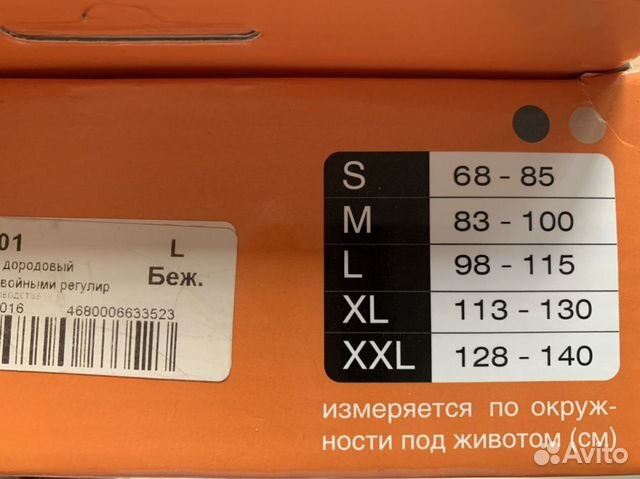 S 68 - 85
M 83 - 100
L 98 - 115
XL 113 - 130
XXL 128 - 140
измеряется по окруж-
ности под животом (см)
01 L
дородовый Беж.
войными регулир
016 4680006633523
Avito